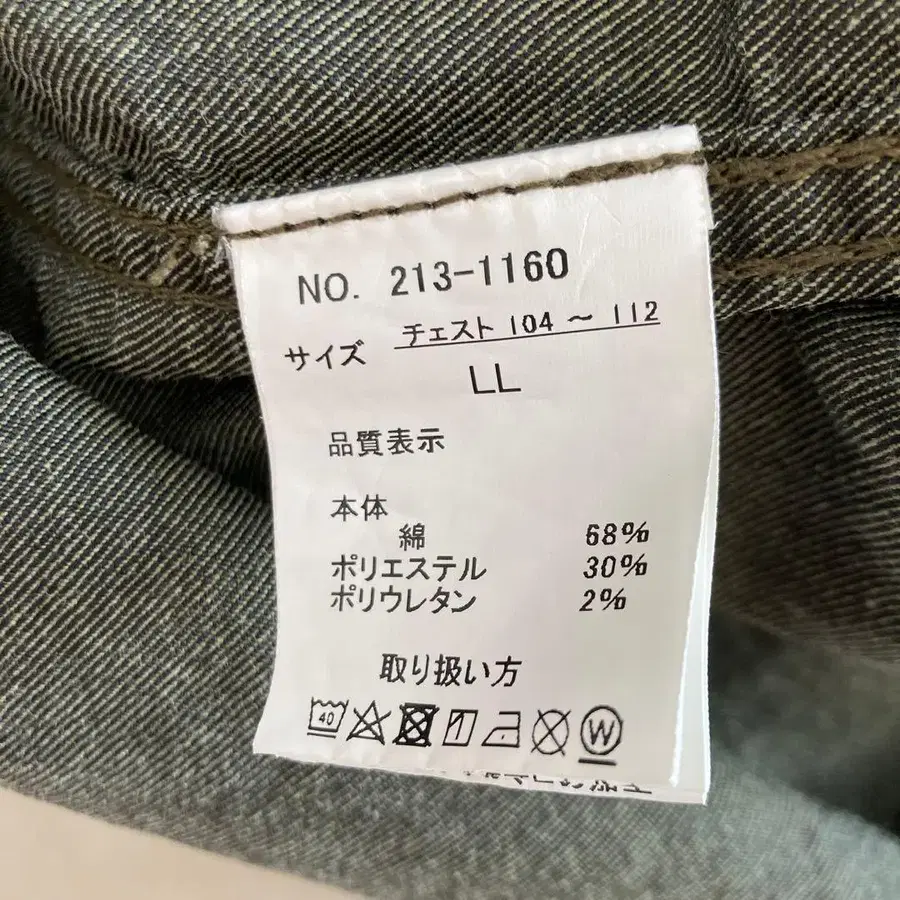 NO. 213-1160
サイズ チェスト 104 ~ 112
LL
品質表示
本体
綿 68%
ポリエステル 30%
ポリウレタン 2%
取り扱い方
40
W